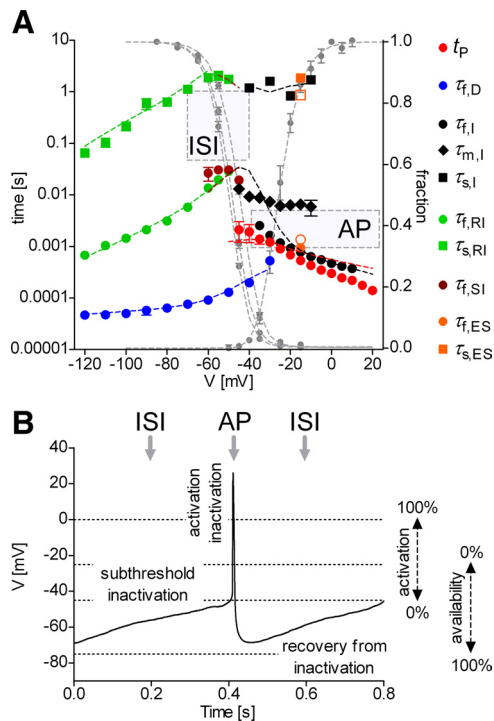 A
time [s]
10
1
0.1
0.01
0.001
0.0001
0.00001
ISI
AP
1.0
0.8
0.6
0.4
0.2
0.0
fraction
-120 -100 -80 -60 -40 -20 0 20
V [mV]
tP
τf,D
τf,I
τm,I
τs,I
τf,RI
τs,RI
τf,SI
τf,ES
τs,ES
B
ISI AP ISI
V [mV]
40
20
0
-20
-40
-60
-80
activation
inactivation
subthreshold
inactivation
recovery from
inactivation
0.0 0.2 0.4 0.6 0.8
Time [s]
100%
activation
0%
0%
availability
100%